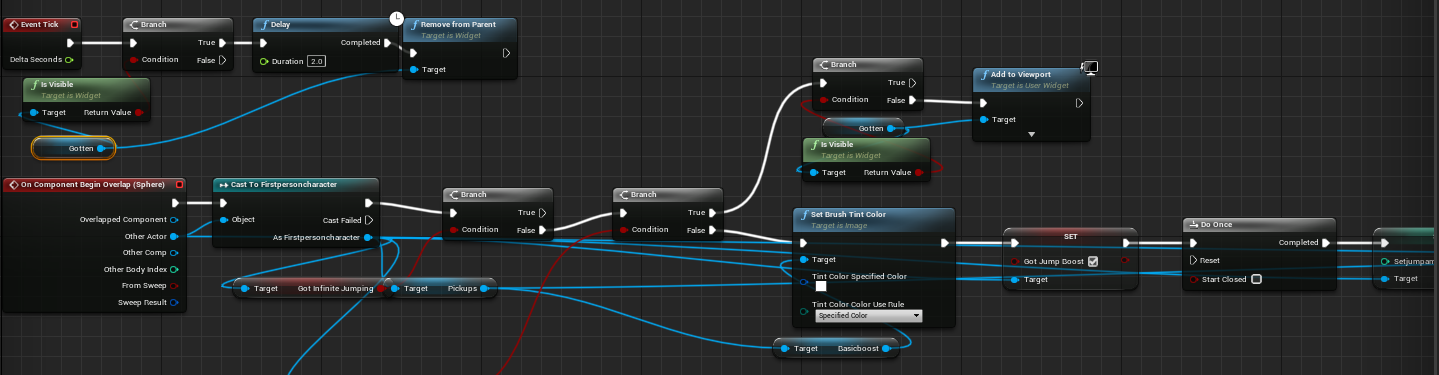 Event Tick
Delta Seconds
Branch
True
Condition
False
Delay
Completed
Duration 2.0
Remove from Parent
Target is Widget
Target
Is Visible
Target is Widget
Target Return Value
Gotten
Branch
True
Condition
False
Gotten
Is Visible
Target is Widget
Target Return Value
Add to Viewport
Target is User Widget
Target
On Component Begin Overlap (Sphere)
Overlapped Component
Other Actor
Other Comp
Other Body Index
From Sweep
Sweep Result
Cast To Firstpersoncharacter
Object
Cast Failed
As Firstpersoncharacter
Target Got Infinite Jumping
Target Pickups
Branch
True
Condition
False
Branch
True
Condition
False
Set Brush Tint Color
Target is Image
Target
Tint Color Specified Color
Tint Color Color Use Rule
Specified Color
Target Basicboost
SET
Got Jump Boost
Target
Do Once
Completed
Reset
Start Closed
Setjumpam
Target